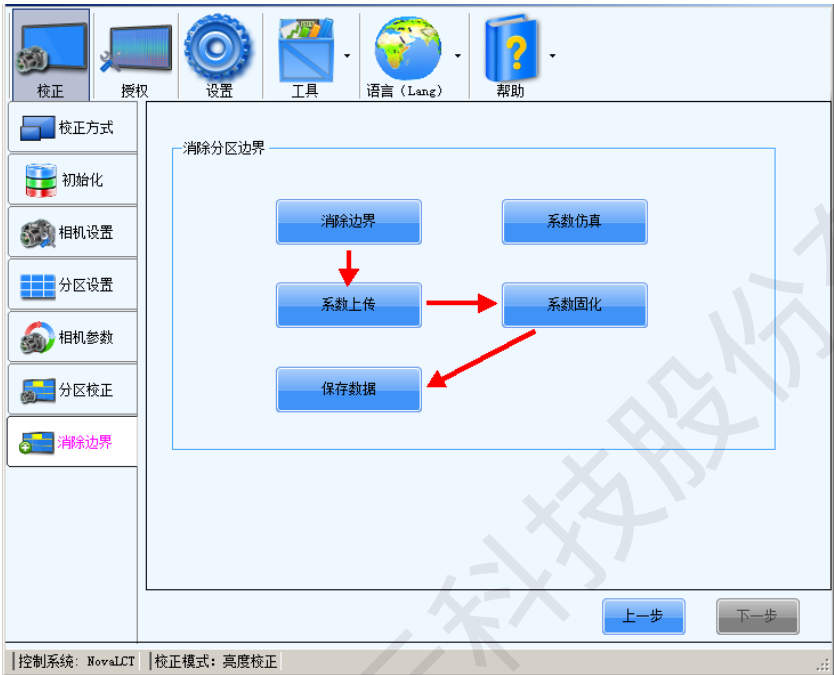 校正 授权 设置 工具 语言（Lang） 帮助
校正方式
初始化
相机设置
分区设置
相机参数
分区校正
消除边界
消除分区边界
消除边界 系数仿真
系数上传 系数固化
保存数据
上一步 下一步
控制系统：NovaLCT 校正模式：亮度校正
科技股份